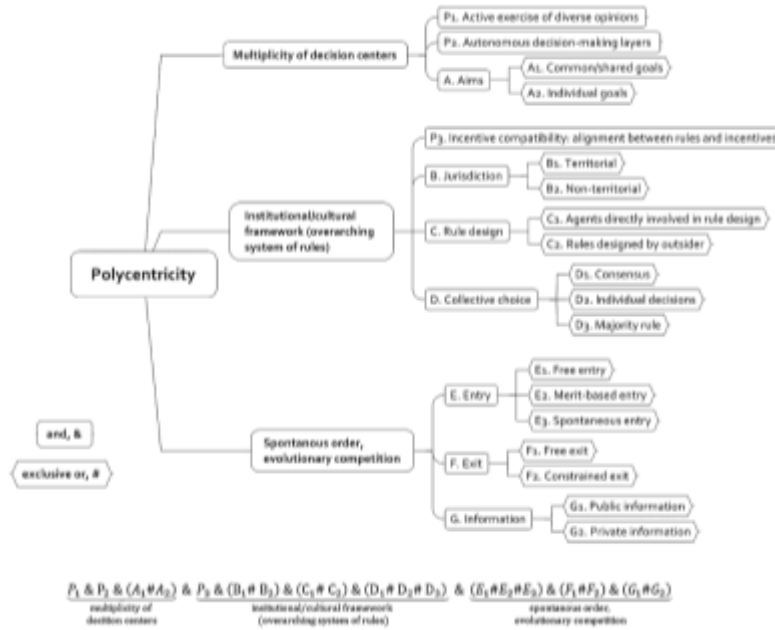 P1. Active exercise of diverse opinions
P2. Autonomous decision-making layers
Multiplicity of decision centers
A. Aims
A1. Common/shared goals
A2. Individual goals
P3. Incentive compatibility: alignment between rules and incentives
B. Jurisdiction
B1. Territorial
B2. Non-territorial
Institutional/cultural
framework (overarching
system of rules)
C. Rule design
C1. Agents directly involved in rule design
C2. Rules designed by outsider
Polycentricity
D. Collective choice
D1. Consensus
D2. Individual decisions
D3. Majority rule
E. Entry
E1. Free entry
E2. Merit-based entry
E3. Spontaneous entry
and, &
exclusive or, #
Spontanous order,
evolutionary competition
F. Exit
F1. Free exit
F2. Constrained exit
G. Information
G1. Public information
G2. Private information
P₁ & P₂ & (A₁#A₂) & P₃ & (B₁# B₂) & (C₁# C₂) & (D₁# D₂# D₃) & (E₁#E₂#E₃) & (F₁#F₂) & (G₁#G₂)
multiplicity of
decition centers
institutional/cultural framework
(overarching system of rules)
spontanous order,
evolutionary competition